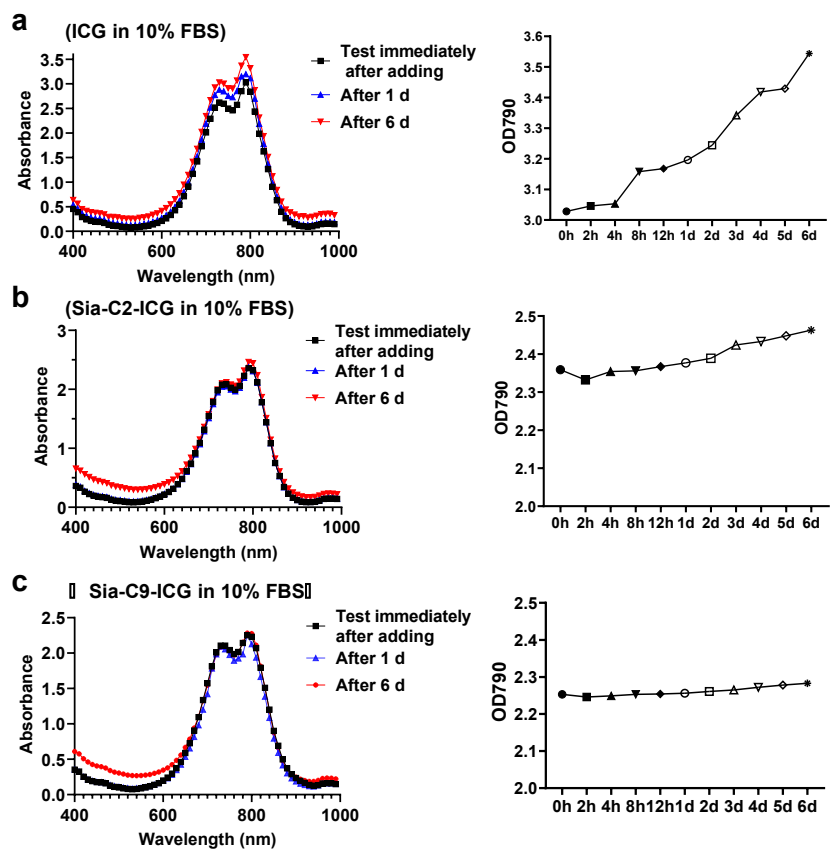 a
(ICG in 10% FBS)
3.5
3.0
2.5
2.0
1.5
1.0
0.5
0.0
Absorbance
400 600 800 1000
Wavelength (nm)
Test immediately
after adding
After 1 d
After 6 d
3.6
3.5
3.4
3.3
3.2
3.1
3.0
OD790
0h 2h 4h 8h 12h 1d 2d 3d 4d 5d 6d
b
(Sia-C2-ICG in 10% FBS)
3
2
1
0
Absorbance
400 600 800 1000
Wavelength (nm)
Test immediately
after adding
After 1 d
After 6 d
2.5
2.4
2.3
2.2
2.1
2.0
OD790
0h 2h 4h 8h 12h 1d 2d 3d 4d 5d 6d
c
▯ Sia-C9-ICG in 10% FBS▯
2.5
2.0
1.5
1.0
0.5
0.0
Absorbance
400 600 800 1000
Wavelength (nm)
Test immediately
after adding
After 1 d
After 6 d
2.5
2.4
2.3
2.2
2.1
2.0
OD790
0h 2h 4h 8h 12h 1d 2d 3d 4d 5d 6d